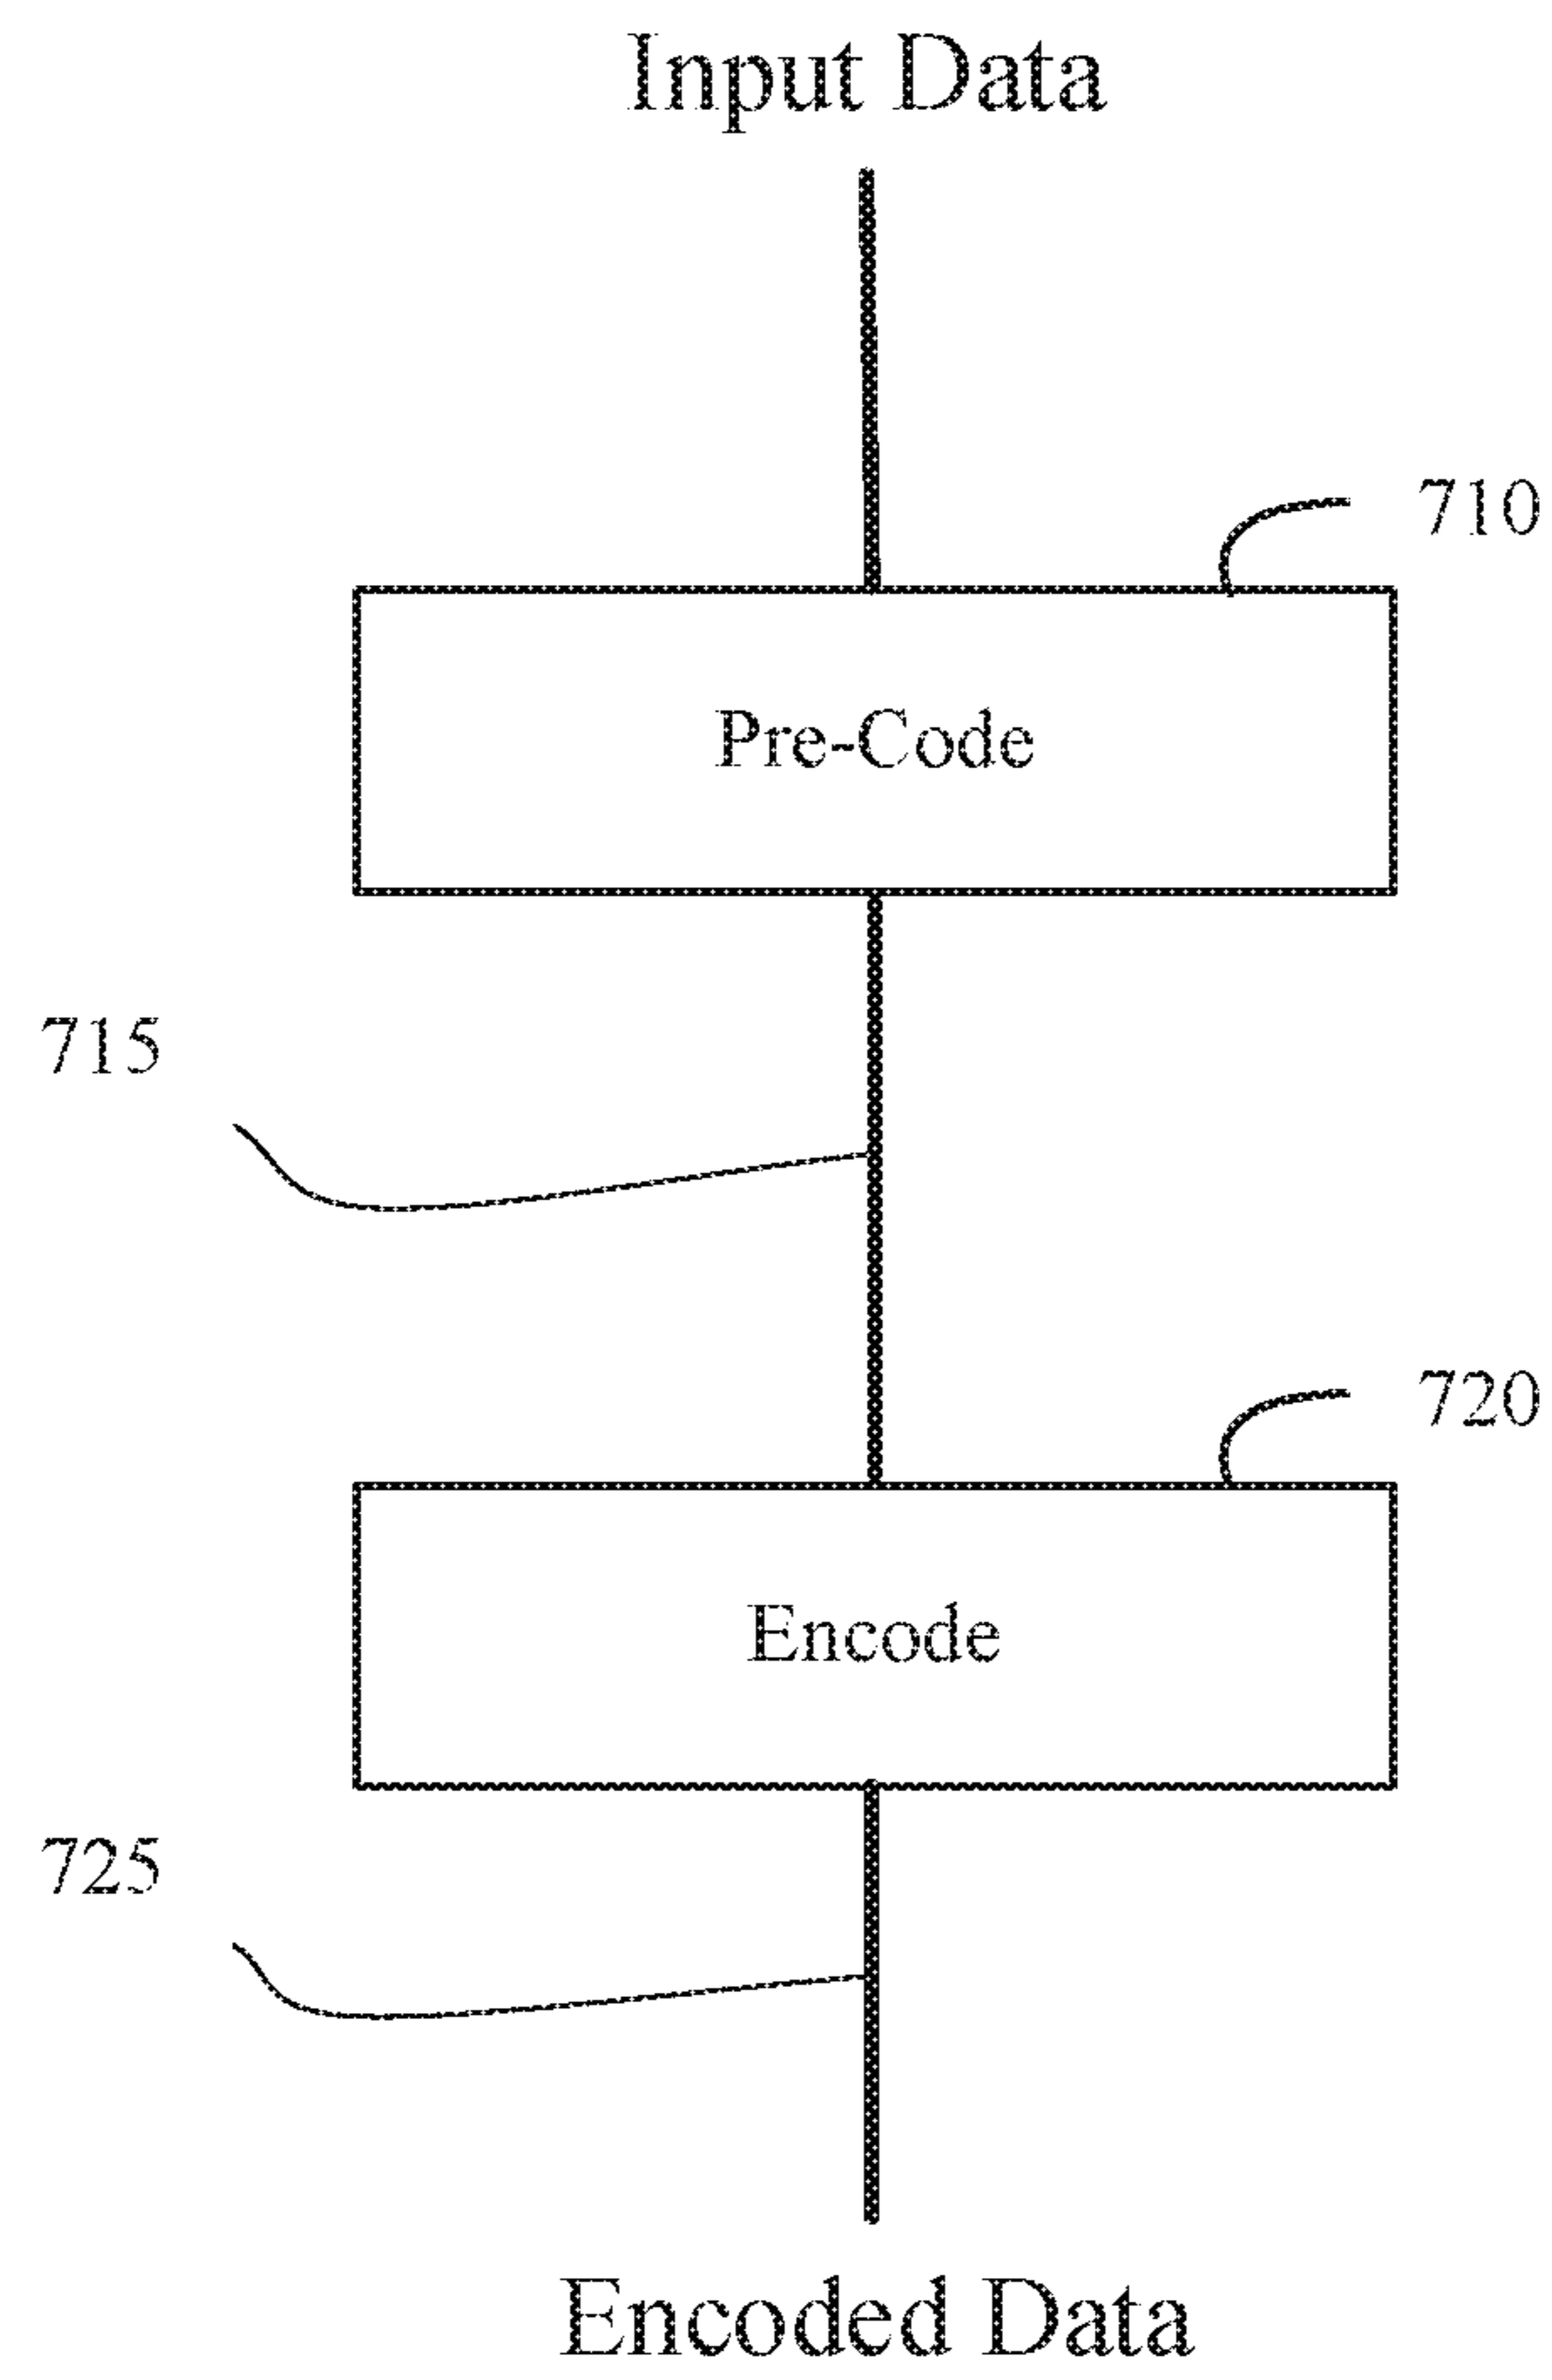 Input Data
710
Pre-Code
715
720
Encode
725
Encoded Data